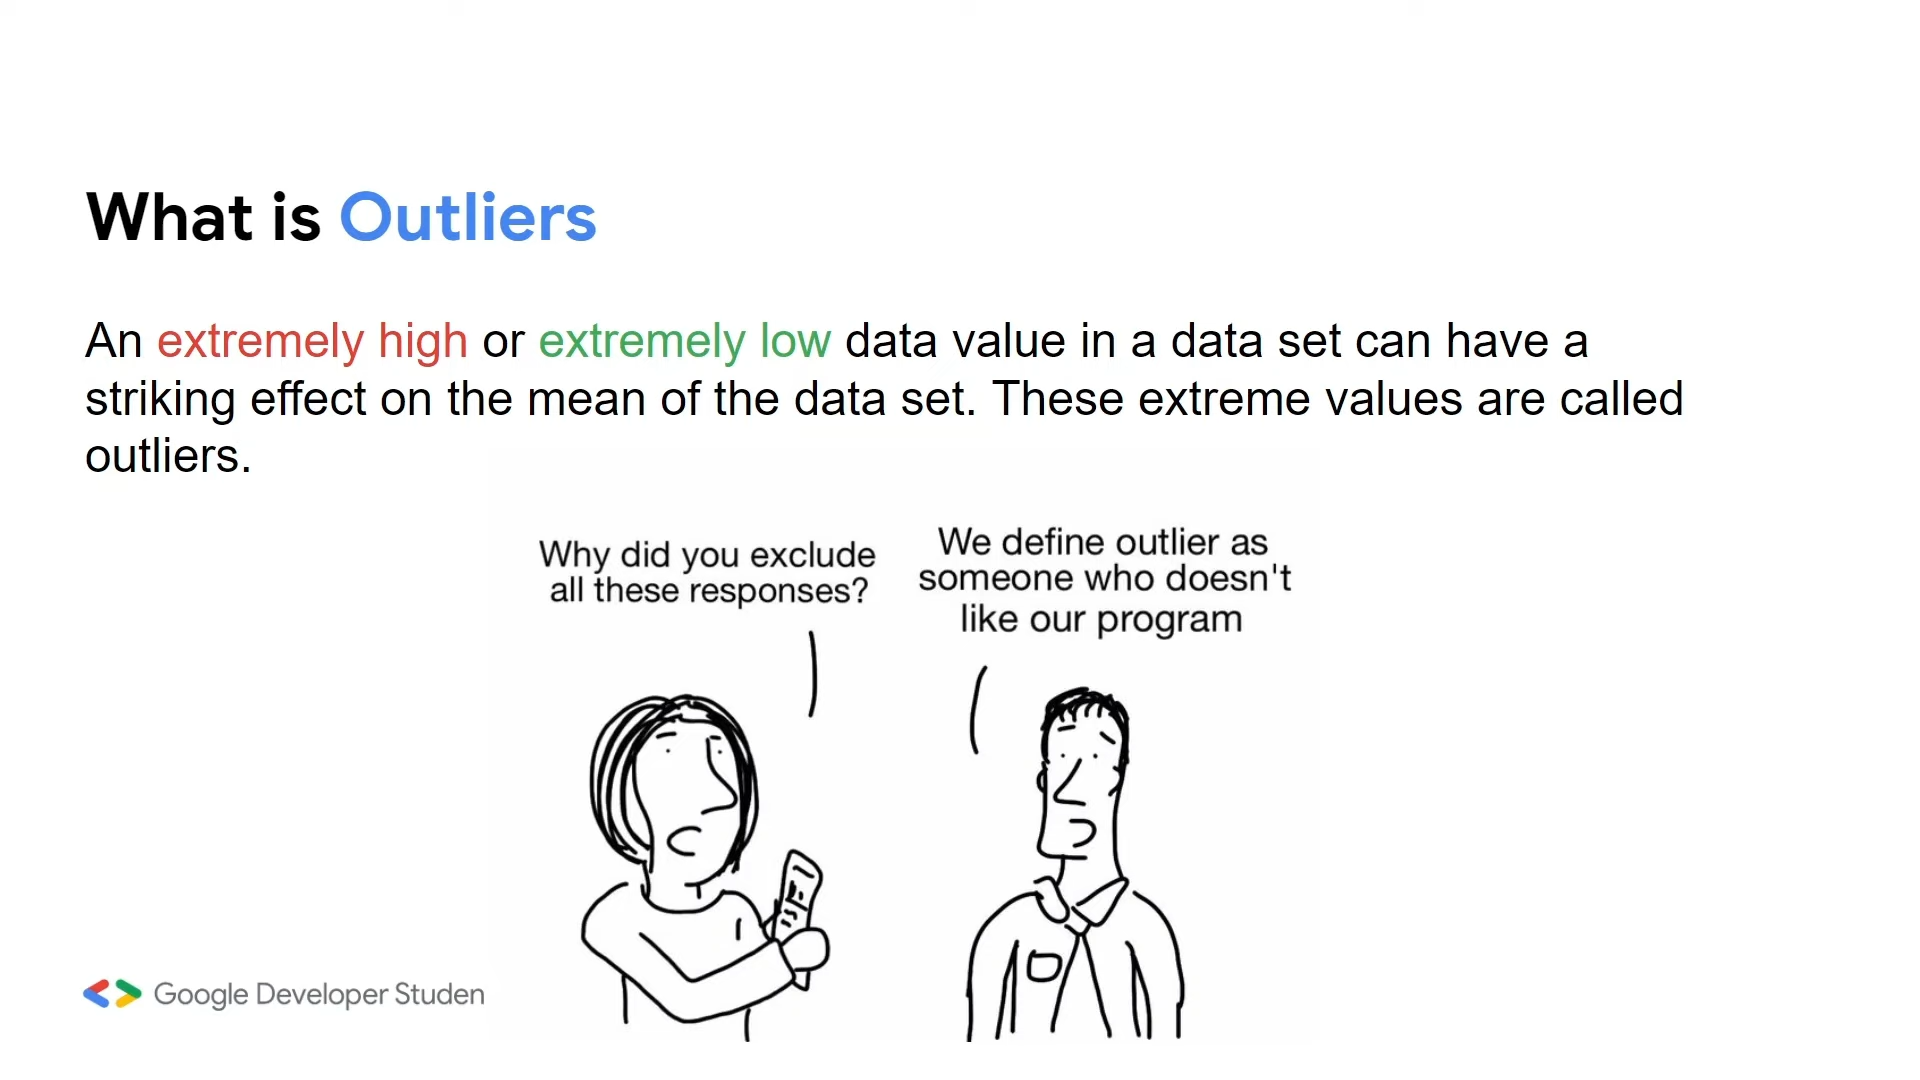 What is Outliers
An extremely high or extremely low data value in a data set can have a
striking effect on the mean of the data set. These extreme values are called
outliers.
Why did you exclude
all these responses?
We define outlier as
someone who doesn't
like our program
Google Developer Studen